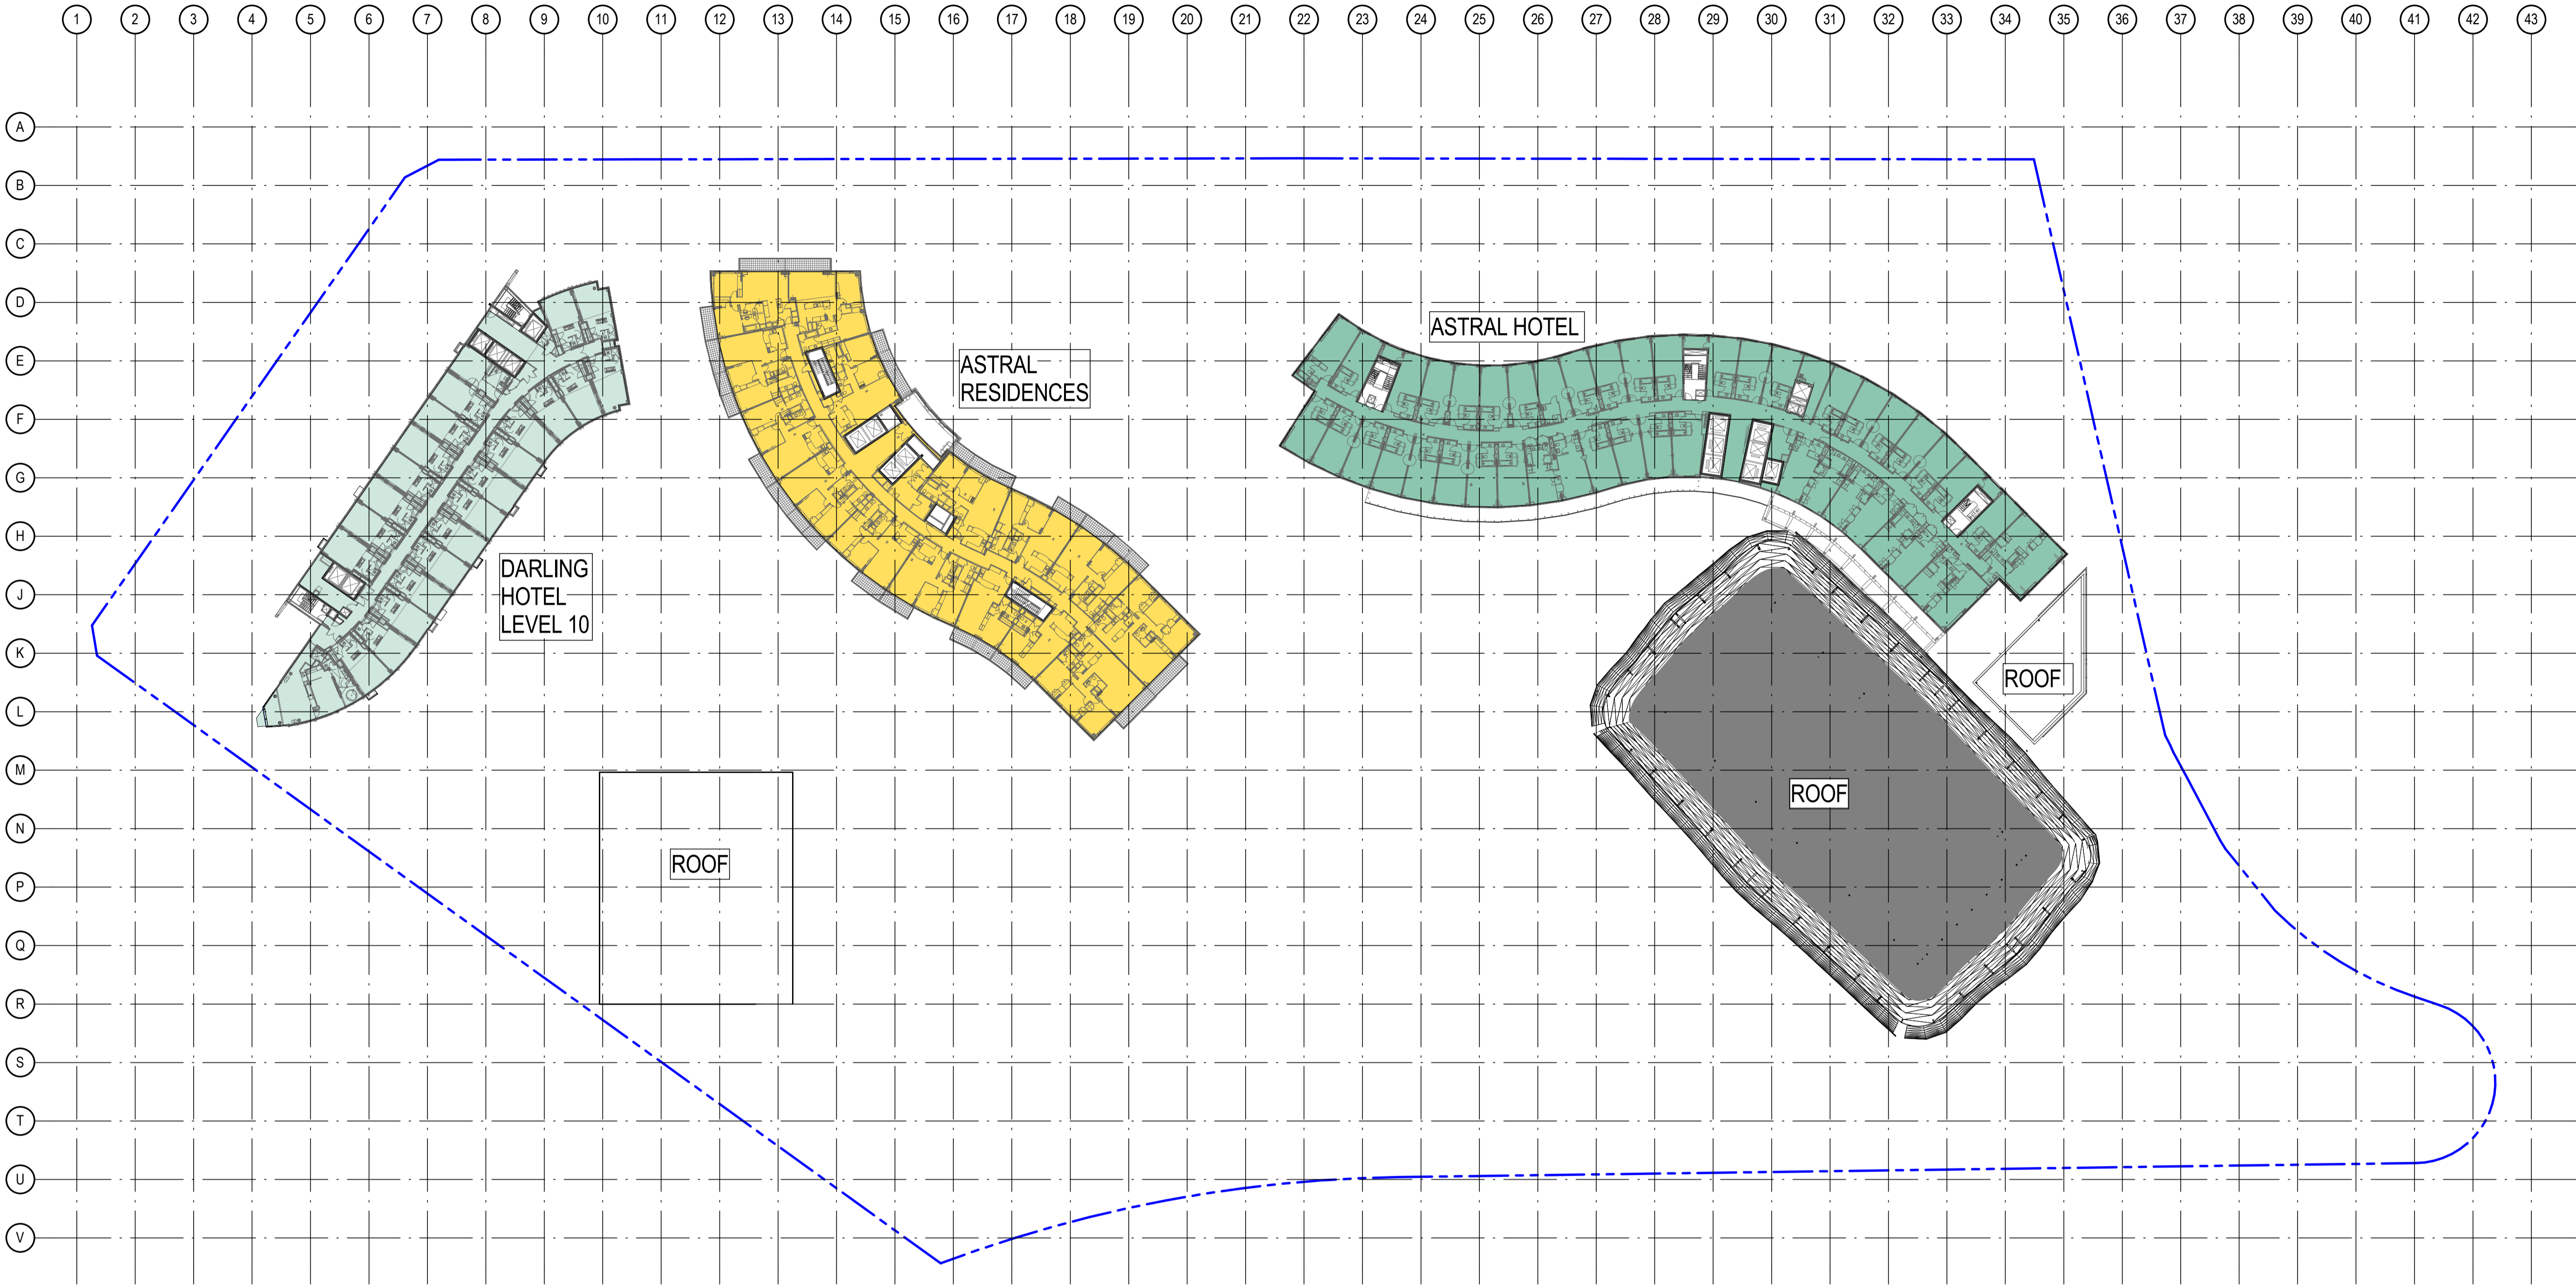 1 2 3 4 5 6 7 8 9 10 11 12 13 14 15 16 17 18 19 20 21 22 23 24 25 26 27 28 29 30 31 32 33 34 35 36 37 38 39 40 41 42 43
A
B
C
D
ASTRAL HOTEL
E
ASTRAL
RESIDENCES
F
G
H
DARLING
HOTEL
LEVEL 10
J
K
ROOF
L
M
ROOF
N
ROOF
P
Q
R
S
T
U
V